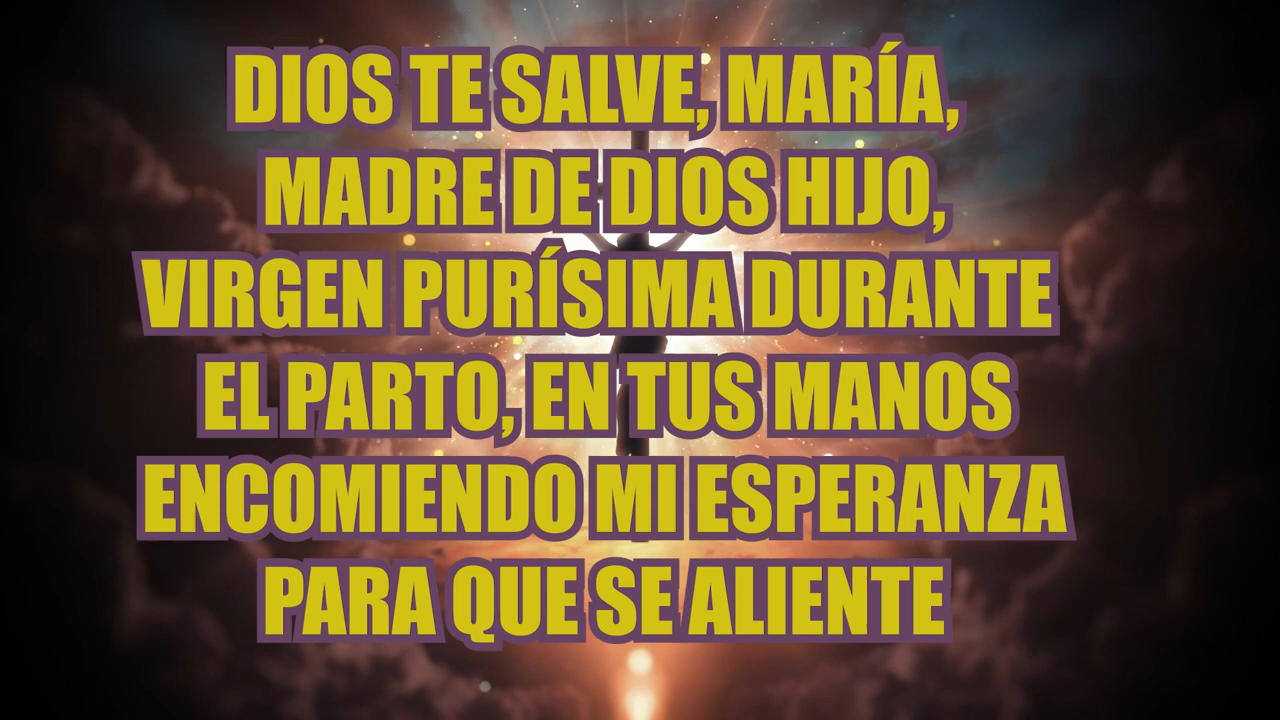 DIOS TE SALVE, MARÍA,
MADRE DE DIOS HIJO,
VIRGEN PURÍSIMA DURANTE
EL PARTO, EN TUS MANOS
ENCOMIENDO MI ESPERANZA
PARA QUE SE ALIENTE